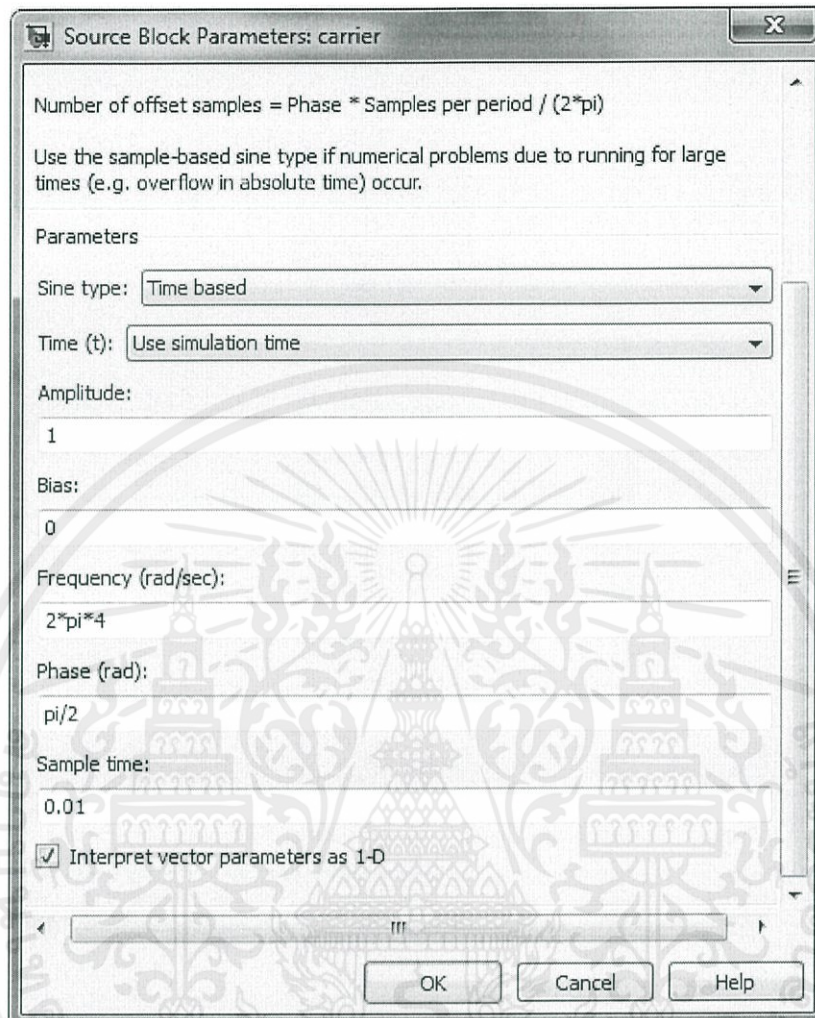 Source Block Parameters: carrier
Number of offset samples = Phase * Samples per period / (2*pi)
Use the sample-based sine type if numerical problems due to running for large
times (e.g. overflow in absolute time) occur.
Parameters
Sine type: Time based
Time (t): Use simulation time
Amplitude:
1
Bias:
0
Frequency (rad/sec):
2*pi*4
Phase (rad):
pi/2
Sample time:
0.01
Interpret vector parameters as 1-D
OK Cancel Help